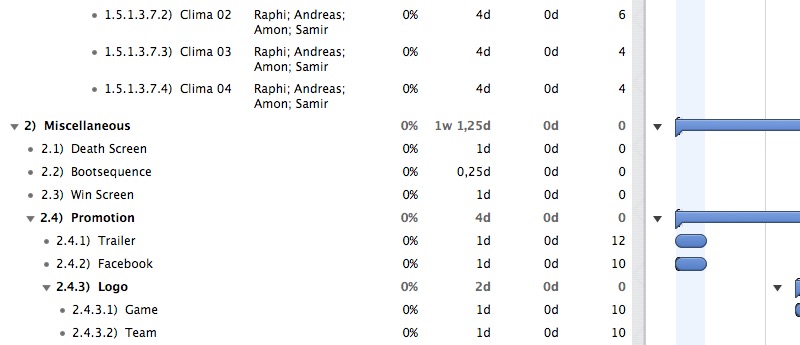 1.5.1.3.7.2) Clima 02 Raphi; Andreas; 0% 4d 0d 6
Amon; Samir
1.5.1.3.7.3) Clima 03 Raphi; Andreas; 0% 4d 0d 4
Amon; Samir
1.5.1.3.7.4) Clima 04 Raphi; Andreas; 0% 4d 0d 4
Amon; Samir
2) Miscellaneous 0% 1w 1,25d 0d 0
2.1) Death Screen 0% 1d 0d 0
2.2) Bootsequence 0% 0,25d 0d 0
2.3) Win Screen 0% 1d 0d 0
2.4) Promotion 0% 4d 0d 0
2.4.1) Trailer 0% 1d 0d 12
2.4.2) Facebook 0% 1d 0d 10
2.4.3) Logo 0% 2d 0d 0
2.4.3.1) Game 0% 1d 0d 10
2.4.3.2) Team 0% 1d 0d 10